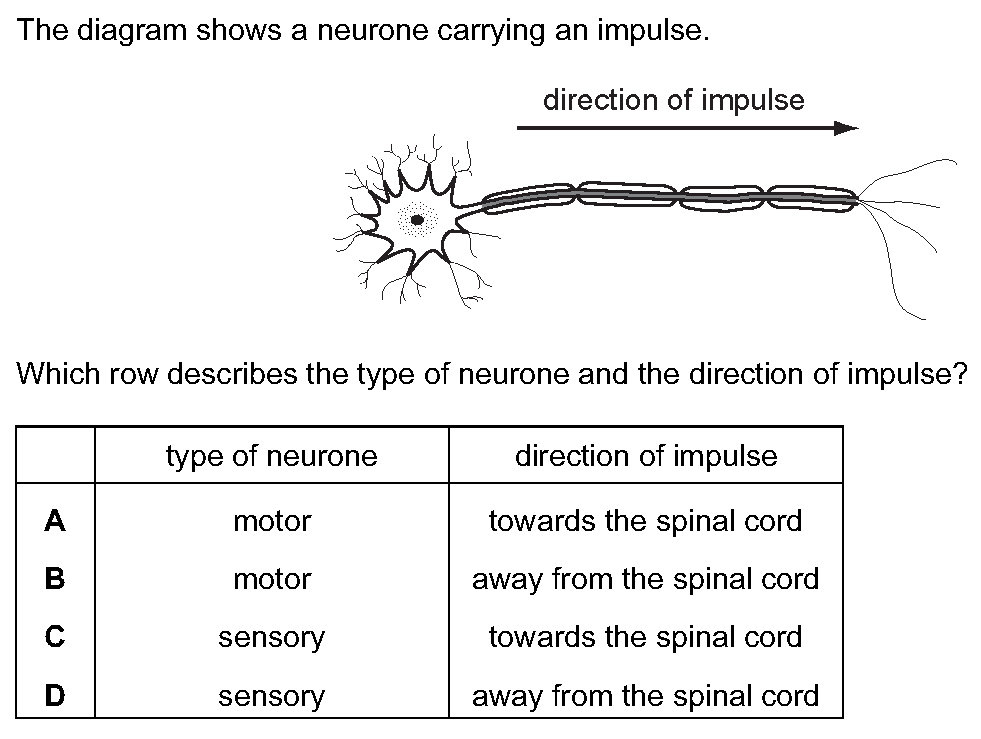 The diagram shows a neurone carrying an impulse.
direction of impulse
Which row describes the type of neurone and the direction of impulse?
type of neurone direction of impulse
A motor towards the spinal cord
B motor away from the spinal cord
C sensory towards the spinal cord
D sensory away from the spinal cord